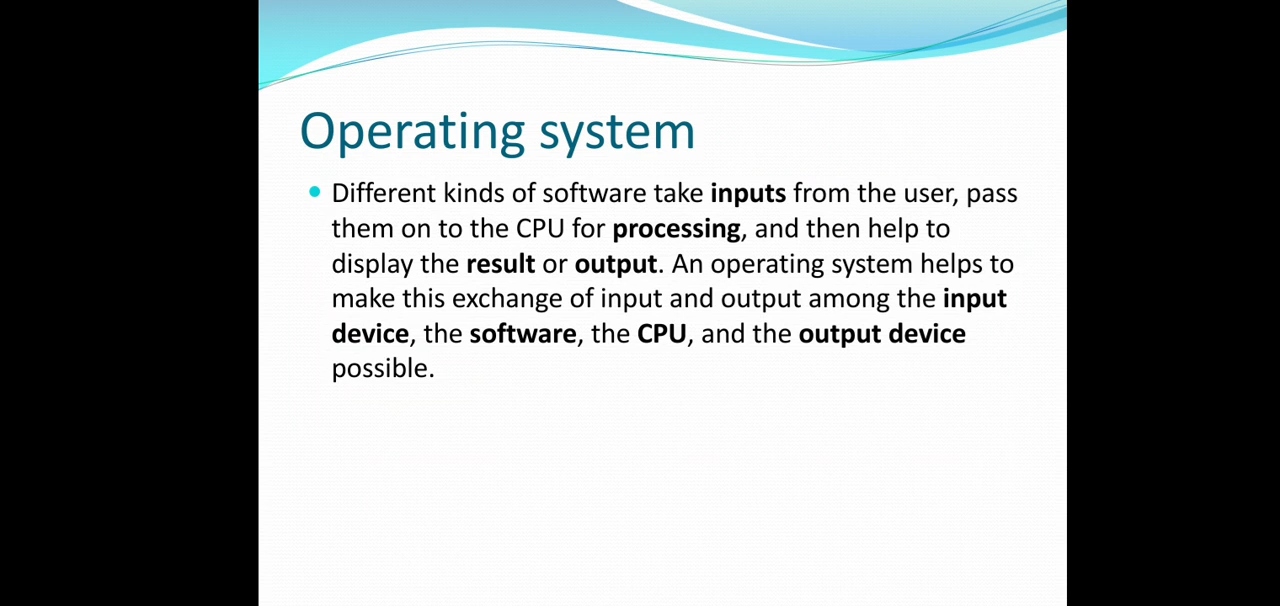 Operating system
Different kinds of software take inputs from the user, pass
them on to the CPU for processing, and then help to
display the result or output. An operating system helps to
make this exchange of input and output among the input
device, the software, the CPU, and the output device
possible.